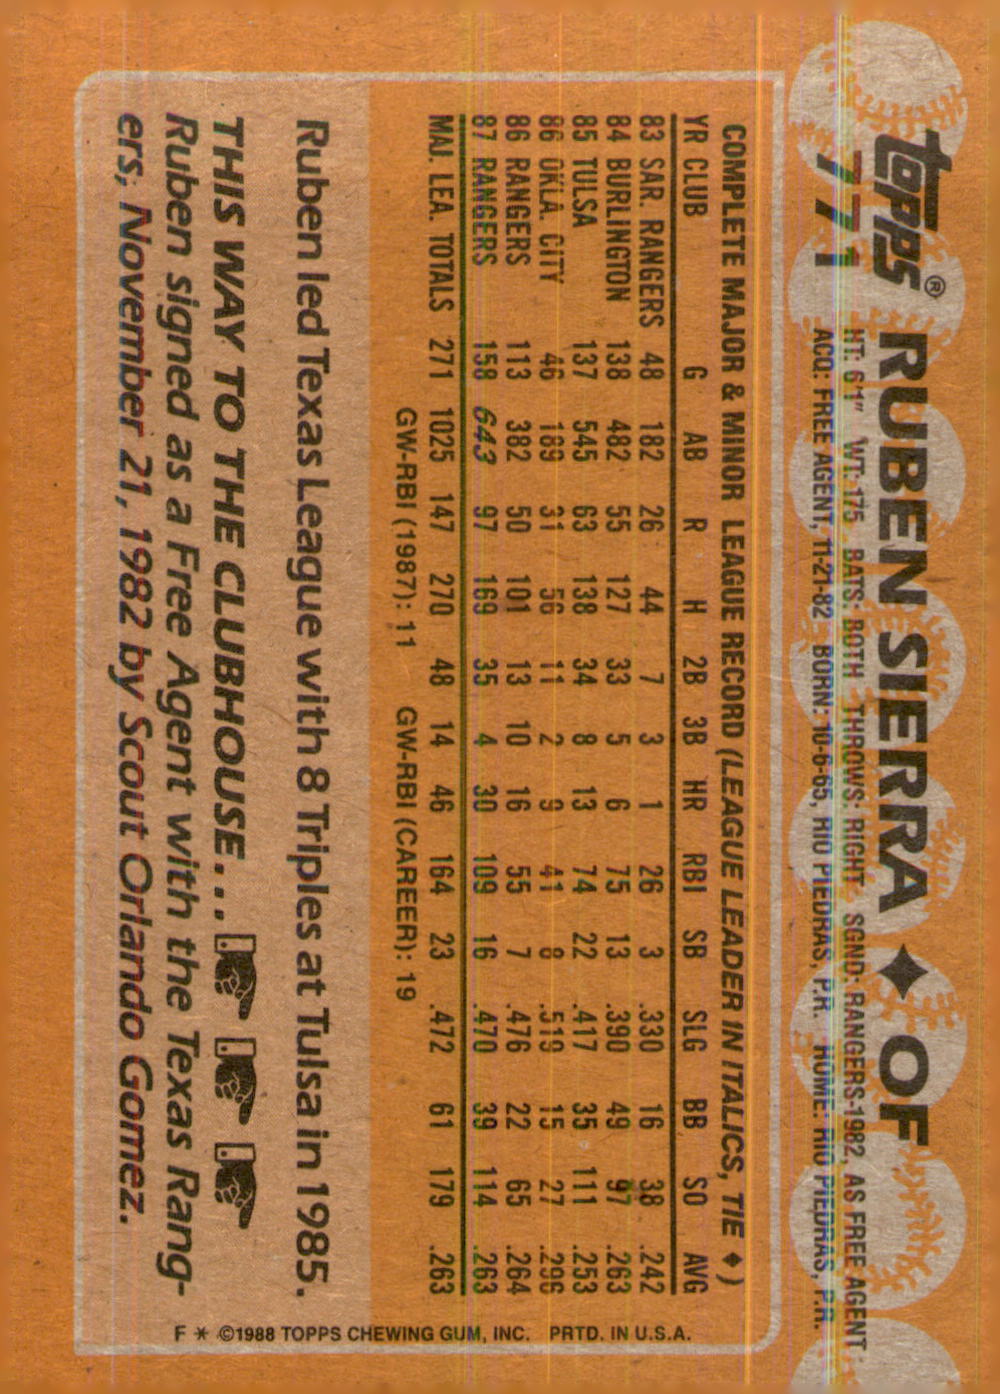 topps® RUBEN SIERRA ♦ OF
771 HT: 6'1" WT: 175 BATS: BOTH THROWS: RIGHT SGND: RANGERS-1982, AS FREE AGENT
ACQ: FREE AGENT, 11-21-82 BORN: 10-6-65, RIO PIEDRAS, P.R. HOME: RIO PIEDRAS, P.R.
COMPLETE MAJOR & MINOR LEAGUE RECORD (LEAGUE LEADER IN ITALICS, TIE ♦)
YR CLUB G AB R H 2B 3B HR RBI SB SLG BB SO AVG
83 SAR. RANGERS 48 182 26 44 7 3 1 26 3 .330 16 38 .242
84 BURLINGTON 138 482 55 127 33 5 6 75 13 .390 49 97 .263
85 TULSA 137 545 63 138 34 8 13 74 22 .417 35 111 .253
86 OKLA. CITY 46 189 31 56 11 2 9 41 8 .519 15 27 .296
86 RANGERS 113 382 50 101 13 10 16 55 7 .476 22 65 .264
87 RANGERS 158 643 97 169 35 4 30 109 16 .470 39 114 .263
MAJ. LEA. TOTALS 271 1025 147 270 48 14 46 164 23 .472 61 179 .263
GW-RBI (1987): 11 GW-RBI (CAREER): 19
Ruben led Texas League with 8 Triples at Tulsa in 1985.
THIS WAY TO THE CLUBHOUSE...
Ruben signed as a Free Agent with the Texas Rang-
ers, November 21, 1982 by Scout Orlando Gomez.
F * ©1988 TOPPS CHEWING GUM, INC. PRTD. IN U.S.A.